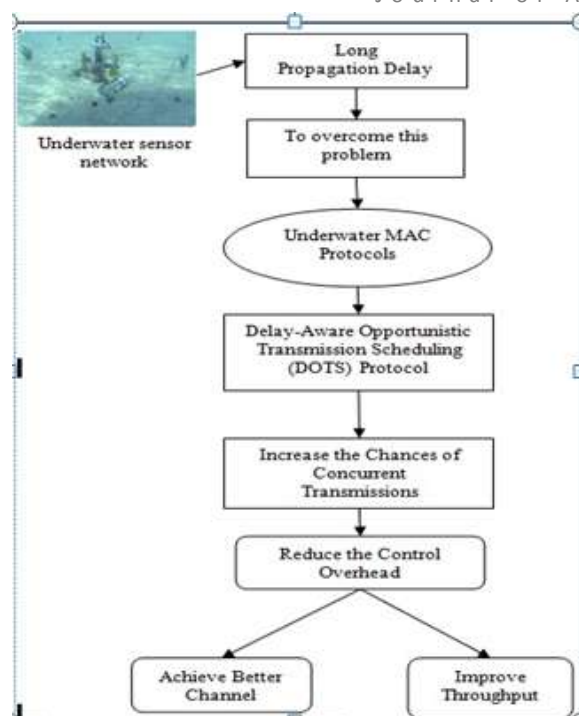 Long
Propagation Delay
Underwater sensor
network
To overcome this
problem
Underwater MAC
Protocols
Delay-Aware Opportunistic
Transmission Scheduling
(DOTS) Protocol
Increase the Chances of
Concurrent
Transmissions
Reduce the Control
Overhead
Achieve Better
Channel
Improve
Throughput